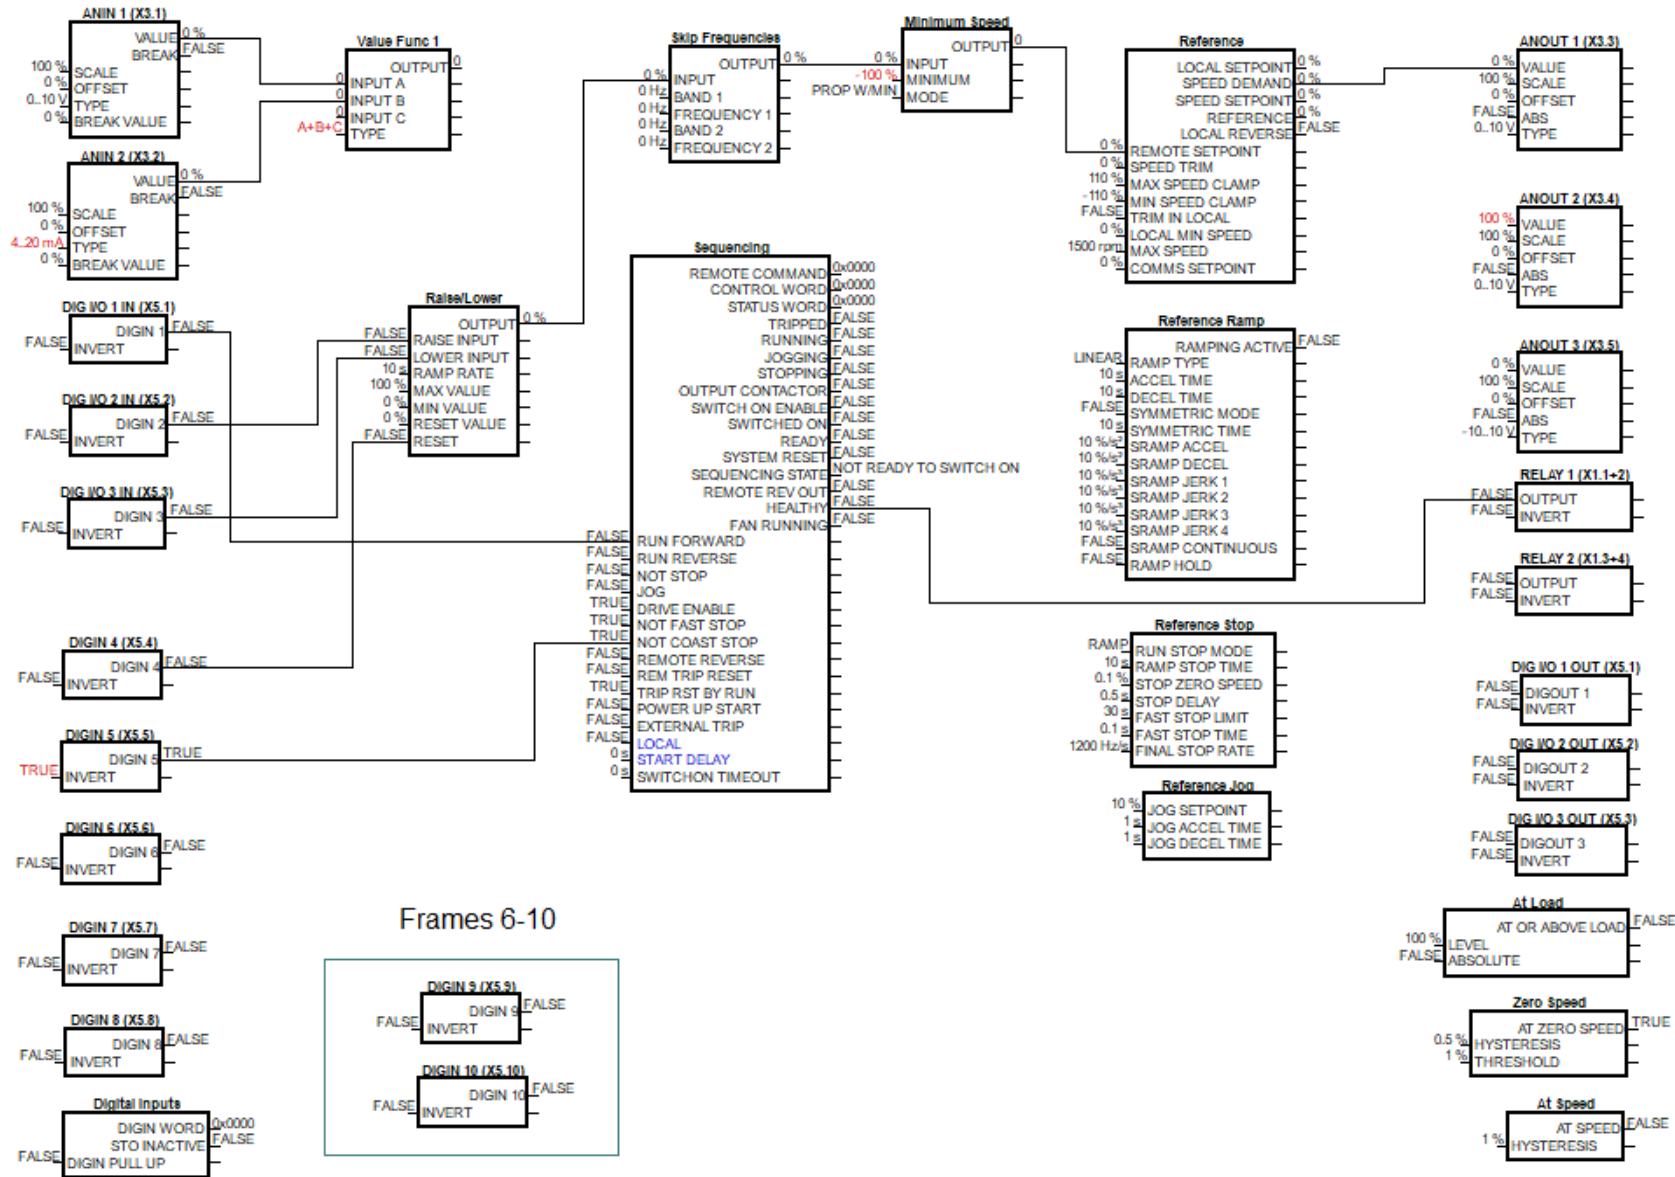 ANIN 1 (X3.1)
VALUE 0 %
BREAK FALSE
100 % SCALE
0 % OFFSET
0..10 V TYPE
0 % BREAK VALUE
ANIN 2 (X3.2)
VALUE 0 %
BREAK FALSE
100 % SCALE
0 % OFFSET
4..20 mA TYPE
0 % BREAK VALUE
DIG I/O 1 IN (X5.1)
DIGIN 1 FALSE
FALSE INVERT
DIG I/O 2 IN (X5.2)
DIGIN 2 FALSE
FALSE INVERT
DIG I/O 3 IN (X5.3)
DIGIN 3 FALSE
FALSE INVERT
DIGIN 4 (X5.4)
DIGIN 4 FALSE
FALSE INVERT
DIGIN 5 (X5.5)
DIGIN 5 TRUE
TRUE INVERT
DIGIN 6 (X5.6)
DIGIN 6 FALSE
FALSE INVERT
DIGIN 7 (X5.7)
DIGIN 7 FALSE
FALSE INVERT
DIGIN 8 (X5.8)
DIGIN 8 FALSE
FALSE INVERT
Digital Inputs
DIGIN WORD 0x0000
STO INACTIVE FALSE
FALSE DIGIN PULL UP
Value Func 1
OUTPUT 0
0 INPUT A
0 INPUT B
0 INPUT C
A+B+C TYPE
Raise/Lower
OUTPUT 0 %
FALSE RAISE INPUT
FALSE LOWER INPUT
10 s RAMP RATE
100 % MAX VALUE
0 % MIN VALUE
0 % RESET VALUE
FALSE RESET
Frames 6-10
DIGIN 9 (X5.9)
DIGIN 9 FALSE
FALSE INVERT
DIGIN 10 (X5.10)
DIGIN 10 FALSE
FALSE INVERT
Skip Frequencies
OUTPUT 0 %
0 % INPUT
0 Hz BAND 1
0 Hz FREQUENCY 1
0 Hz BAND 2
0 Hz FREQUENCY 2
Sequencing
REMOTE COMMAND 0x0000
CONTROL WORD 0x0000
STATUS WORD 0x0000
TRIPPED FALSE
RUNNING FALSE
JOGGING FALSE
STOPPING FALSE
OUTPUT CONTACTOR FALSE
SWITCH ON ENABLE FALSE
SWITCHED ON FALSE
READY FALSE
SYSTEM RESET FALSE
SEQUENCING STATE NOT READY TO SWITCH ON
REMOTE REV OUT FALSE
HEALTHY FALSE
FAN RUNNING FALSE
FALSE RUN FORWARD
FALSE RUN REVERSE
FALSE NOT STOP
FALSE JOG
TRUE DRIVE ENABLE
TRUE NOT FAST STOP
TRUE NOT COAST STOP
FALSE REMOTE REVERSE
FALSE REM TRIP RESET
TRUE TRIP RST BY RUN
FALSE POWER UP START
FALSE EXTERNAL TRIP
FALSE LOCAL
0 s START DELAY
0 s SWITCHON TIMEOUT
Minimum Speed
OUTPUT 0
0 % INPUT
-100 % MINIMUM
PROP W/MIN MODE
Reference
LOCAL SETPOINT 0 %
SPEED DEMAND 0 %
SPEED SETPOINT 0 %
REFERENCE 0 %
LOCAL REVERSE FALSE
0 % REMOTE SETPOINT
0 % SPEED TRIM
110 % MAX SPEED CLAMP
-110 % MIN SPEED CLAMP
FALSE TRIM IN LOCAL
0 % LOCAL MIN SPEED
1500 rpm MAX SPEED
0 % COMMS SETPOINT
Reference Ramp
RAMPING ACTIVE FALSE
LINEAR RAMP TYPE
10 s ACCEL TIME
10 s DECEL TIME
FALSE SYMMETRIC MODE
10 s SYMMETRIC TIME
10 %/s² SRAMP ACCEL
10 %/s² SRAMP DECEL
10 %/s³ SRAMP JERK 1
10 %/s³ SRAMP JERK 2
10 %/s³ SRAMP JERK 3
10 %/s³ SRAMP JERK 4
FALSE SRAMP CONTINUOUS
FALSE RAMP HOLD
Reference Stop
RAMP RUN STOP MODE
10 s RAMP STOP TIME
0.1 % STOP ZERO SPEED
0.5 s STOP DELAY
30 s FAST STOP LIMIT
0.1 s FAST STOP TIME
1200 Hz/s FINAL STOP RATE
Reference Jog
10 % JOG SETPOINT
1 s JOG ACCEL TIME
1 s JOG DECEL TIME
ANOUT 1 (X3.3)
0 % VALUE
100 % SCALE
0 % OFFSET
FALSE ABS
0..10 V TYPE
ANOUT 2 (X3.4)
100 % VALUE
100 % SCALE
0 % OFFSET
FALSE ABS
0..10 V TYPE
ANOUT 3 (X3.5)
0 % VALUE
100 % SCALE
0 % OFFSET
FALSE ABS
-10..10 V TYPE
RELAY 1 (X1.1+2)
FALSE OUTPUT
FALSE INVERT
RELAY 2 (X1.3+4)
FALSE OUTPUT
FALSE INVERT
DIG I/O 1 OUT (X5.1)
FALSE DIGOUT 1
FALSE INVERT
DIG I/O 2 OUT (X5.2)
FALSE DIGOUT 2
FALSE INVERT
DIG I/O 3 OUT (X5.3)
FALSE DIGOUT 3
FALSE INVERT
At Load
AT OR ABOVE LOAD FALSE
100 % LEVEL
FALSE ABSOLUTE
Zero Speed
AT ZERO SPEED TRUE
0.5 % HYSTERESIS
1 % THRESHOLD
At Speed
AT SPEED FALSE
1 % HYSTERESIS